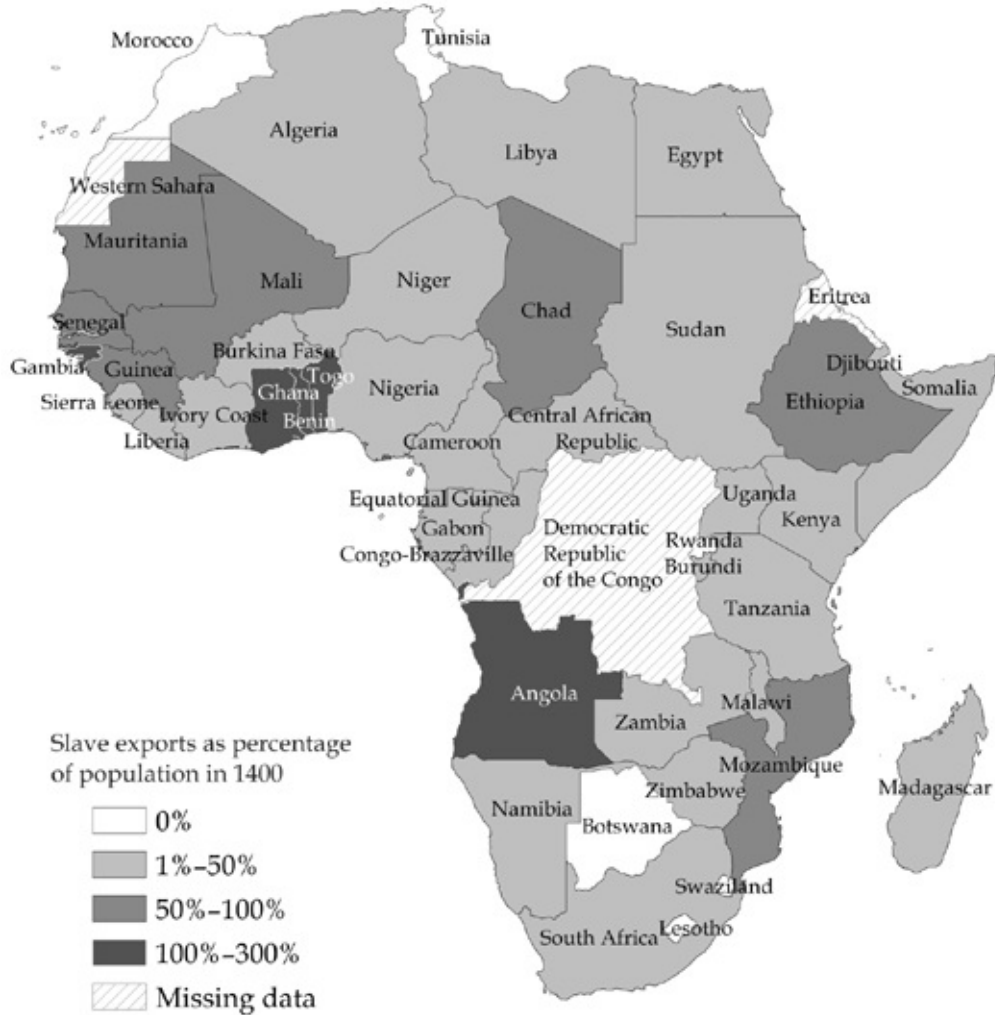 Morocco
Tunisia
Algeria
Libya
Egypt
Western Sahara
Mauritania
Mali
Niger
Chad
Sudan
Eritrea
Senegal
Gambia
Guinea
Burkina Faso
Togo
Ghana
Benin
Nigeria
Djibouti
Somalia
Ethiopia
Sierra Leone
Ivory Coast
Liberia
Central African
Republic
Cameroon
Equatorial Guinea
Gabon
Congo-Brazzaville
Democratic
Republic
of the Congo
Uganda
Kenya
Rwanda
Burundi
Tanzania
Angola
Zambia
Malawi
Mozambique
Zimbabwe
Madagascar
Namibia
Botswana
Swaziland
Lesotho
South Africa
Slave exports as percentage
of population in 1400
0%
1%–50%
50%–100%
100%–300%
Missing data